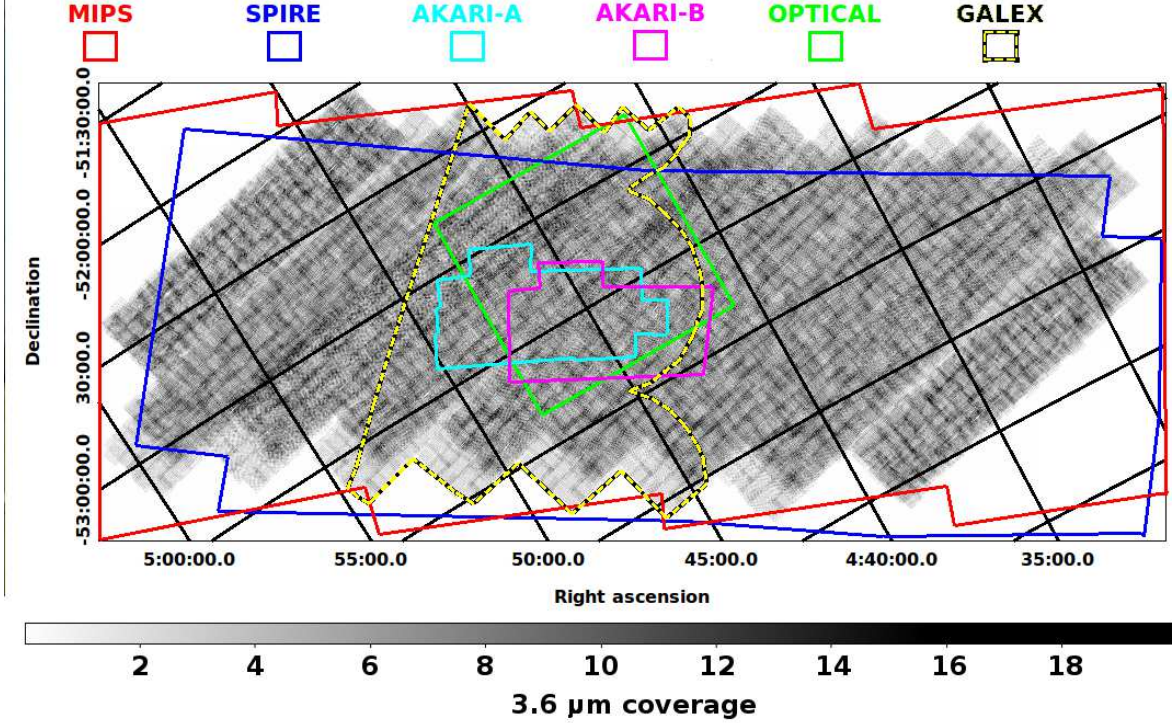 MIPS SPIRE AKARI-A AKARI-B OPTICAL GALEX
-51:30:00.0
-52:00:00.0
30:00.0
-53:00:00.0
Declination
5:00:00.0 55:00.0 50:00.0 45:00.0 4:40:00.0 35:00.0
Right ascension
2 4 6 8 10 12 14 16 18
3.6 μm coverage